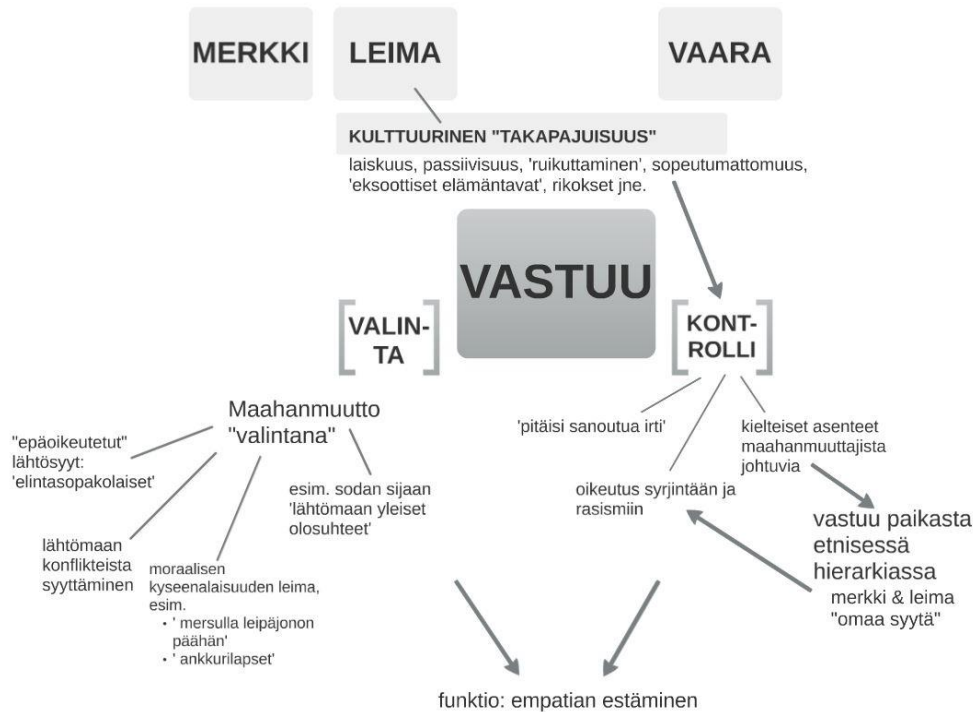 MERKKI
LEIMA
VAARA
KULTTUURINEN "TAKAPAJUISUUS"
laiskuus, passiivisuus, 'ruikuttaminen', sopeutumattomuus,
'eksoottiset elämäntavat', rikokset jne.
VASTUU
VALIN-
TA
KONT-
ROLLI
Maahanmuutto
"valintana"
"epäoikeutetut"
lähtösyyt:
'elintasopakolaiset'
lähtömaan
konflikteista
syyttäminen
moraalisen
kyseenalaisuuden leima,
esim.
• ' mersulla leipäjonon
päähän'
• ' ankkurilapset'
esim. sodan sijaan
'lähtömaan yleiset
olosuhteet'
'pitäisi sanoutua irti'
oikeutus syrjintään ja
rasismiin
kielteiset asenteet
maahanmuuttajista
johtuvia
vastuu paikasta
etnisessä
hierarkiassa
merkki & leima
"omaa syytä"
funktio: empatian estäminen